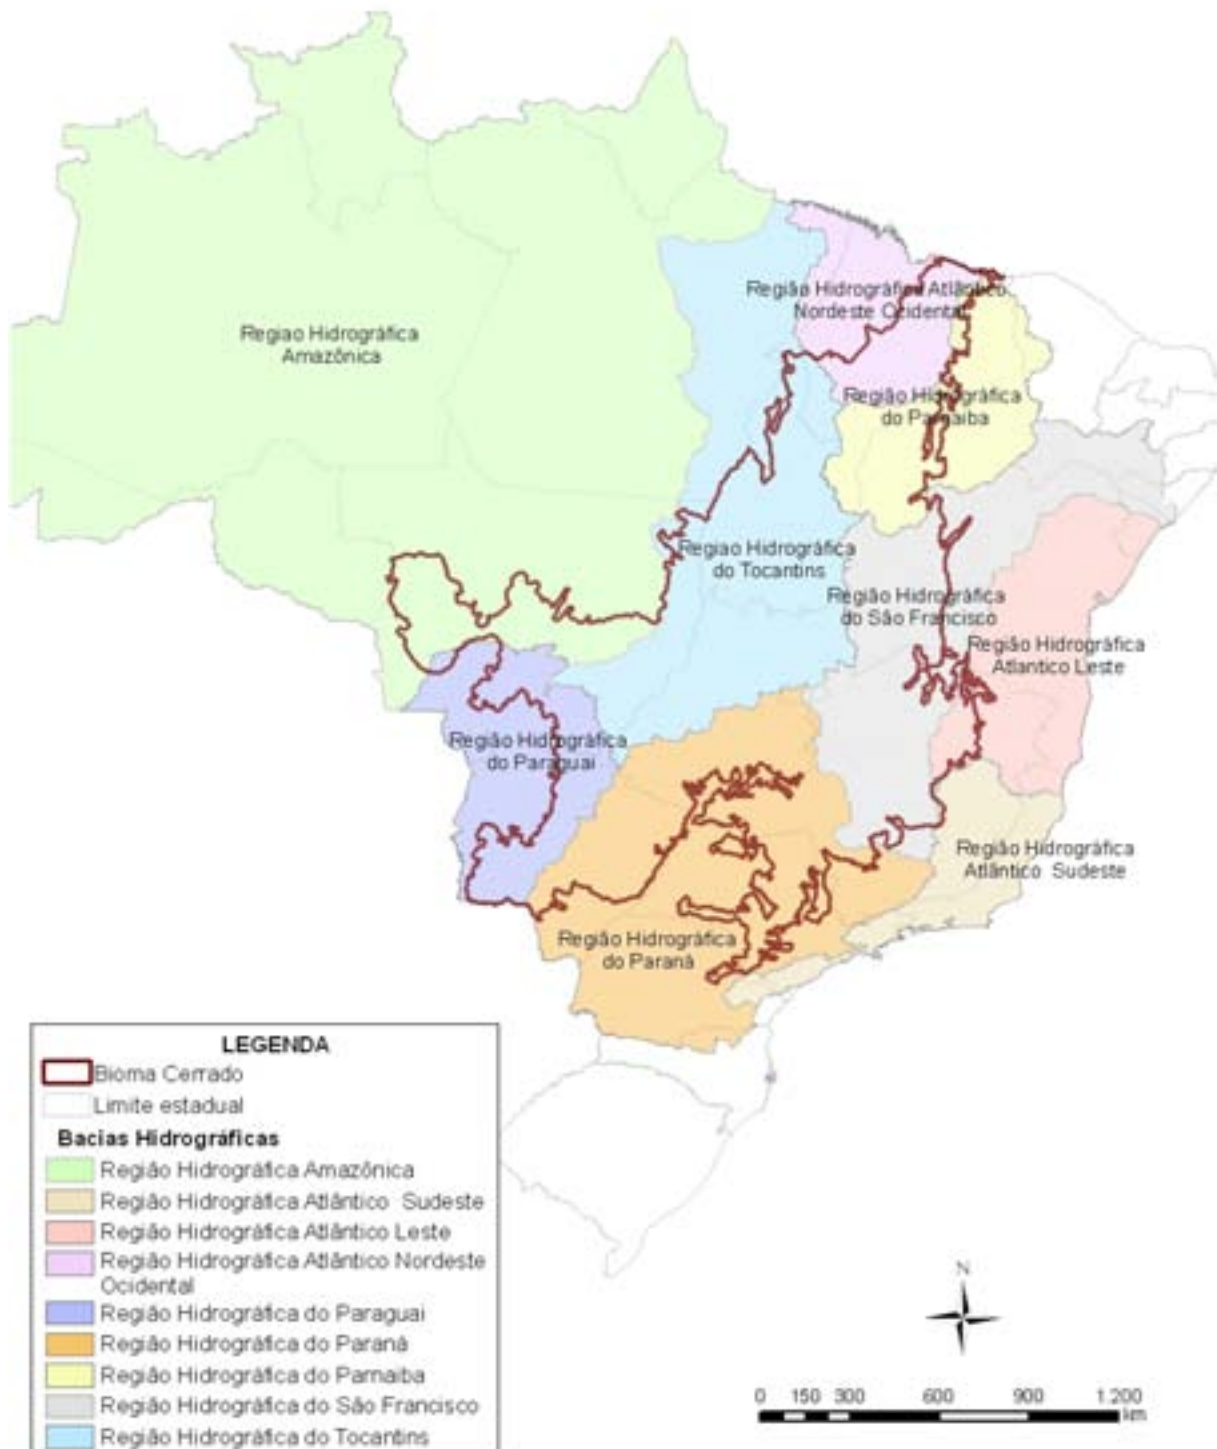 Regiao Hidrográfica
Amazônica
Região Hidrográfica Atlântico
Nordeste Ocidental
Região Hidrográfica
do Parnaiba
Regiao Hidrográfica
do Tocantins
Região Hidrográfica
do São Francisco
Região Hidrográfica
Atlantico Leste
Região Hidrográfica
do Paraguai
Região Hidrográfica
Atlântico Sudeste
Região Hidrográfica
do Paraná
LEGENDA
Bioma Cerrado
Limite estadual
Bacias Hidrográficas
Região Hidrográfica Amazônica
Região Hidrográfica Atlântico Sudeste
Região Hidrográfica Atlântico Leste
Região Hidrográfica Atlântico Nordeste
Ocidental
Região Hidrográfica do Paraguai
Região Hidrográfica do Paraná
Região Hidrográfica do Parnaiba
Região Hidrográfica do São Francisco
Região Hidrográfica do Tocantins
N
0 150 300 600 900 1.200
km